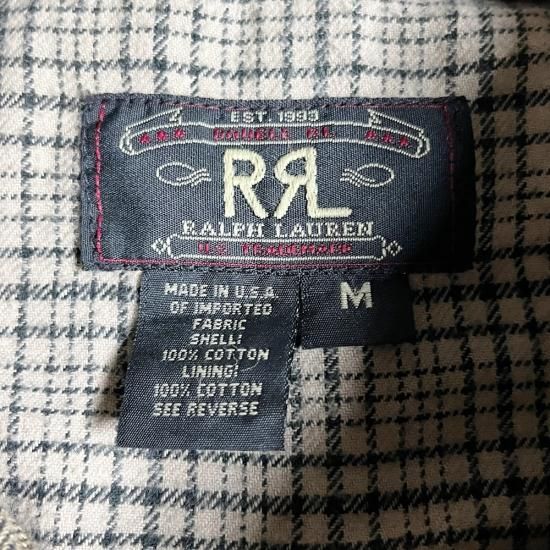 EST. 1993
★★★ DOUBLE RL ★★★
RRL
RALPH LAUREN
U.S. TRADEMARK
MADE IN U.S.A.
OF IMPORTED
FABRIC
SHELL:
100% COTTON
LINING:
100% COTTON
SEE REVERSE
M